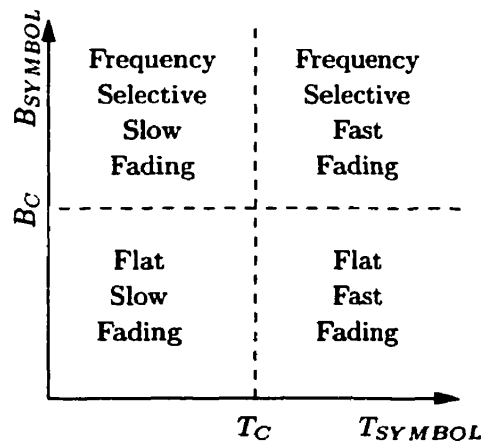 B_SYMBOL
Frequency
Selective
Slow
Fading
Frequency
Selective
Fast
Fading
B_C
Flat
Slow
Fading
Flat
Fast
Fading
T_C
T_SYMBOL